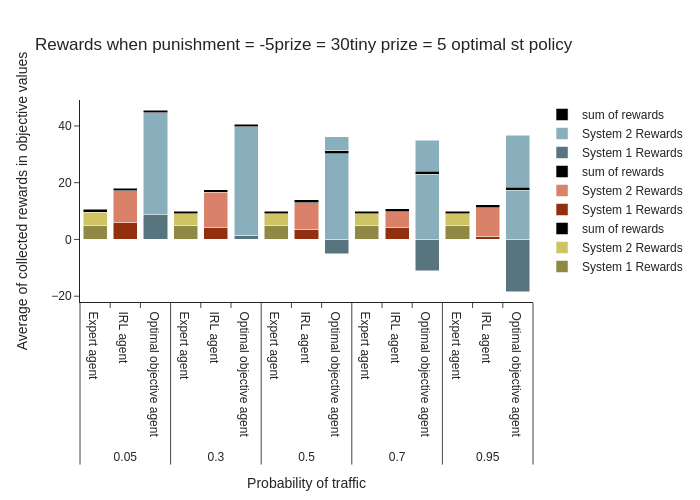 Rewards when punishment = -5prize = 30tiny prize = 5 optimal st policy
Average of collected rewards in objective values
40
20
0
−20
sum of rewards
System 2 Rewards
System 1 Rewards
sum of rewards
System 2 Rewards
System 1 Rewards
sum of rewards
System 2 Rewards
System 1 Rewards
Expert agent
IRL agent
Optimal objective agent
Expert agent
IRL agent
Optimal objective agent
Expert agent
IRL agent
Optimal objective agent
Expert agent
IRL agent
Optimal objective agent
Expert agent
IRL agent
Optimal objective agent
0.05 0.3 0.5 0.7 0.95
Probability of traffic